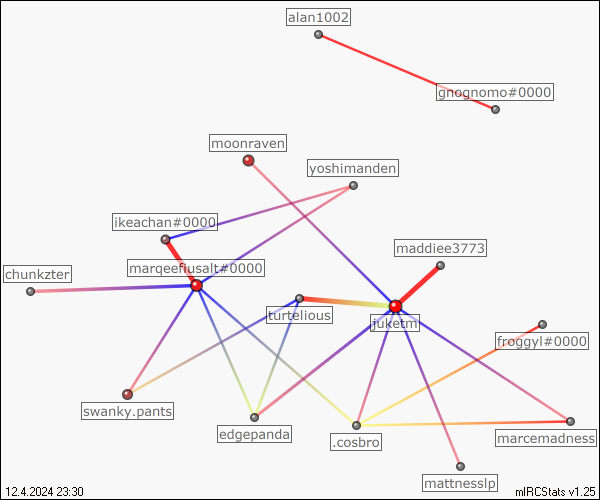 alan1002
gnognomo#0000
moonraven
yoshimanden
ikeachan#0000
maddiee3773
chunkzter
margeefiusalt#0000
turtelious
juketm
froggyl#0000
swanky.pants
edgepanda
.cosbro
marcemadness
mattnesslp
12.4.2024 23:30
mIRCStats v1.25